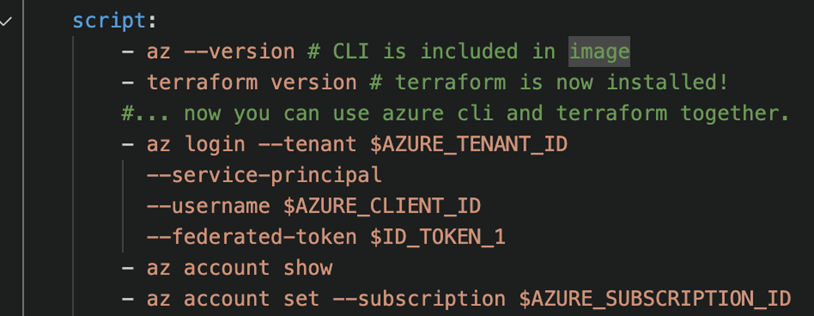 script:
- az --version # CLI is included in image
- terraform version # terraform is now installed!
#... now you can use azure cli and terraform together.
- az login --tenant $AZURE_TENANT_ID
--service-principal
--username $AZURE_CLIENT_ID
--federated-token $ID_TOKEN_1
- az account show
- az account set --subscription $AZURE_SUBSCRIPTION_ID